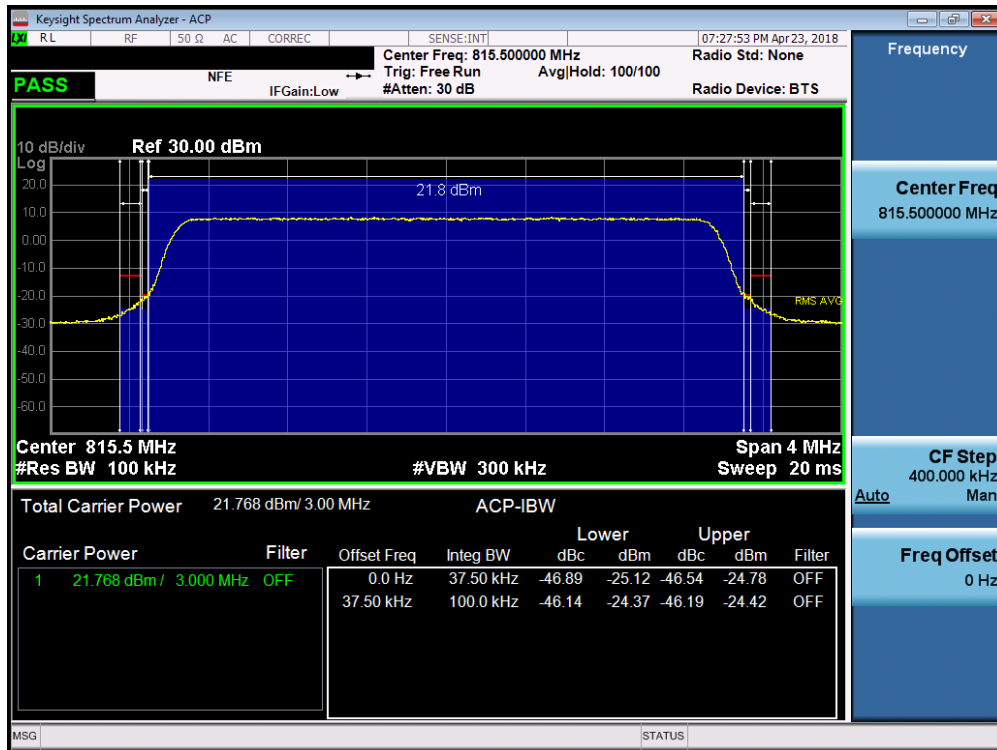 Keysight Spectrum Analyzer - ACP
LXI RL RF 50 Ω AC CORREC SENSE:INT 07:27:53 PM Apr 23, 2018
Center Freq: 815.500000 MHz Radio Std: None
PASS NFE Trig: Free Run Avg|Hold: 100/100
IFGain:Low #Atten: 30 dB Radio Device: BTS
10 dB/div Ref 30.00 dBm
Log
20.0
21.8 dBm
10.0
0.00
-10.0
-20.0
RMS AVG
-30.0
-40.0
-50.0
-60.0
Center 815.5 MHz Span 4 MHz
#Res BW 100 kHz #VBW 300 kHz Sweep 20 ms
Total Carrier Power 21.768 dBm/ 3.00 MHz ACP-IBW
Lower Upper
Carrier Power Filter Offset Freq Integ BW dBc dBm dBc dBm Filter
1 21.768 dBm / 3.000 MHz OFF 0.0 Hz 37.50 kHz -46.89 -25.12 -46.54 -24.78 OFF
37.50 kHz 100.0 kHz -46.14 -24.37 -46.19 -24.42 OFF
MSG STATUS
Frequency
Center Freq
815.500000 MHz
CF Step
400.000 kHz
Auto Man
Freq Offset
0 Hz